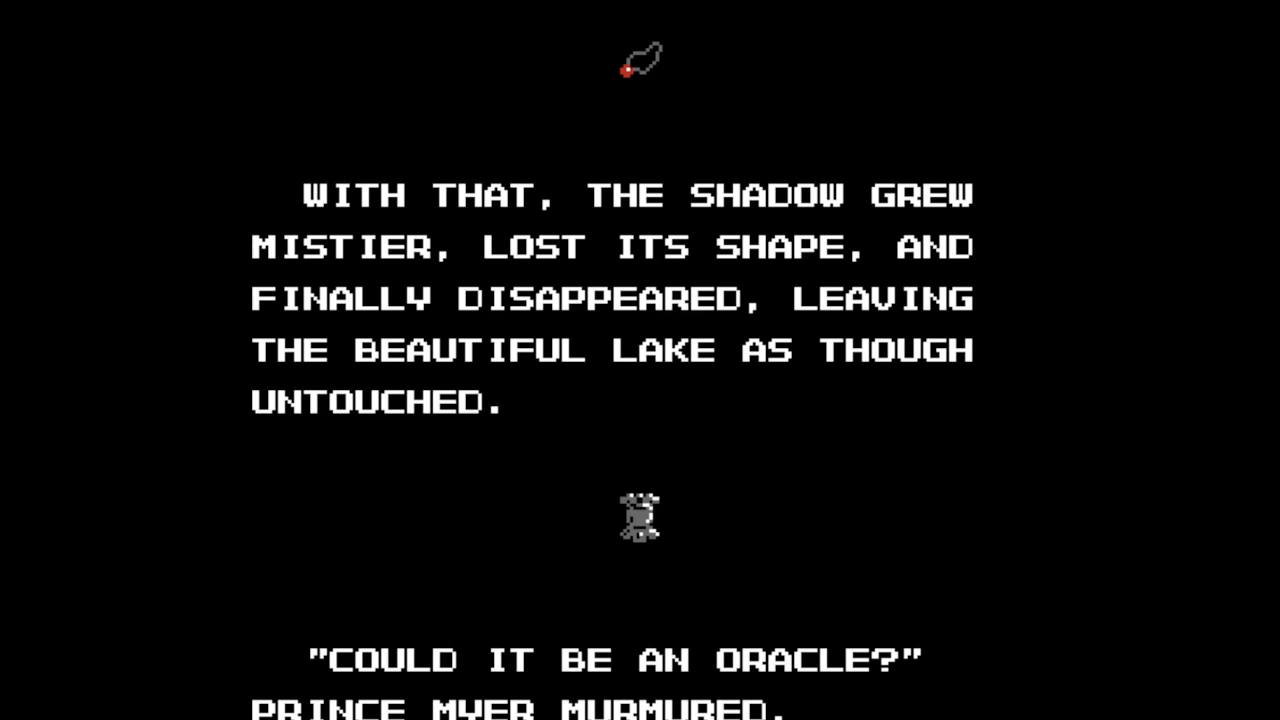 WITH THAT, THE SHADOW GREW
MISTIER, LOST ITS SHAPE, AND
FINALLY DISAPPEARED, LEAVING
THE BEAUTIFUL LAKE AS THOUGH
UNTOUCHED.
"COULD IT BE AN ORACLE?"
PRINCE MYER MURMURED.